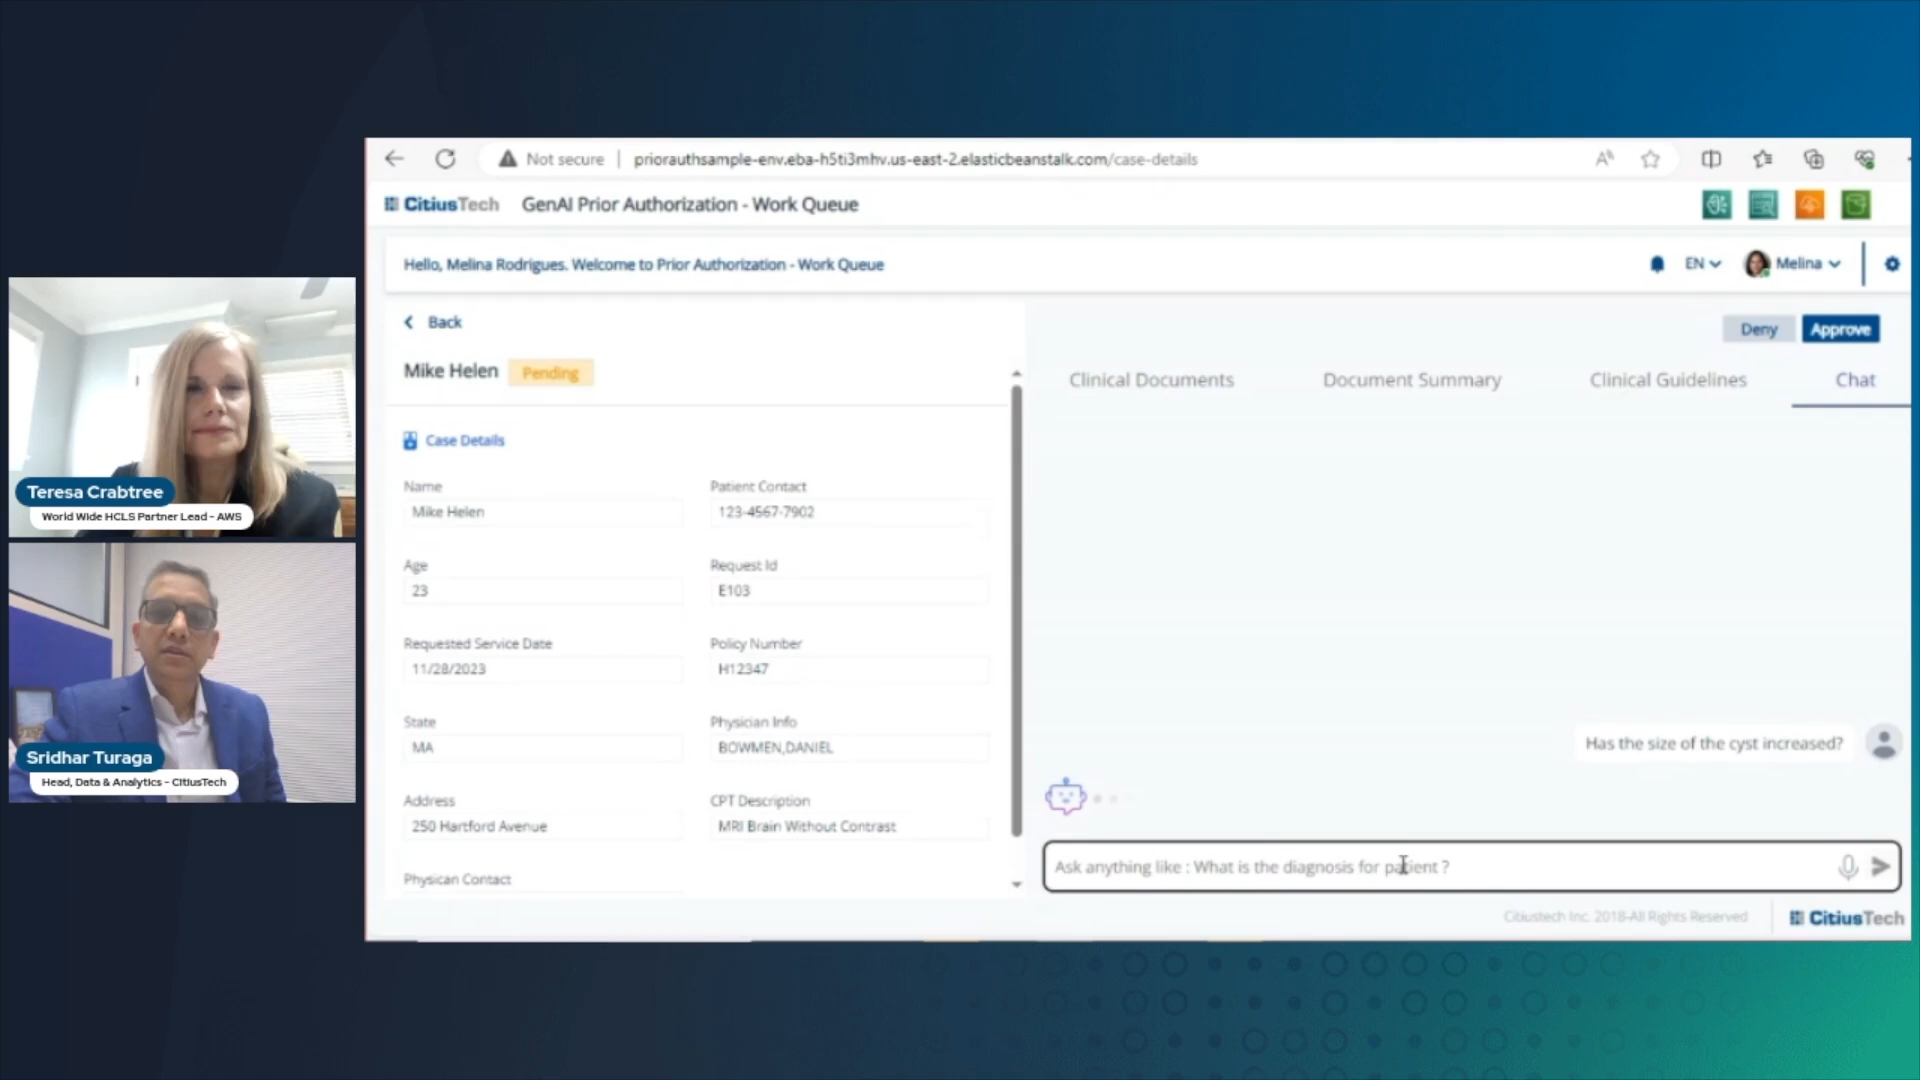 Not secure | priorauthsample-env.eba-h5ti3mhv.us-east-2.elasticbeanstalk.com/case-details
CitiusTech GenAI Prior Authorization - Work Queue
Hello, Melina Rodrigues. Welcome to Prior Authorization - Work Queue
EN
Melina
Back
Deny
Approve
Mike Helen
Pending
Clinical Documents
Document Summary
Clinical Guidelines
Chat
Case Details
Name
Mike Helen
Patient Contact
123-4567-7902
Age
23
Request Id
E103
Requested Service Date
11/28/2023
Policy Number
H12347
State
MA
Physician Info
BOWMEN,DANIEL
Address
250 Hartford Avenue
CPT Description
MRI Brain Without Contrast
Physican Contact
Has the size of the cyst increased?
Ask anything like : What is the diagnosis for patient ?
Citiustech Inc. 2018-All Rights Reserved
CitiusTech
Teresa Crabtree
World Wide HCLS Partner Lead - AWS
Sridhar Turaga
Head, Data & Analytics - CitiusTech